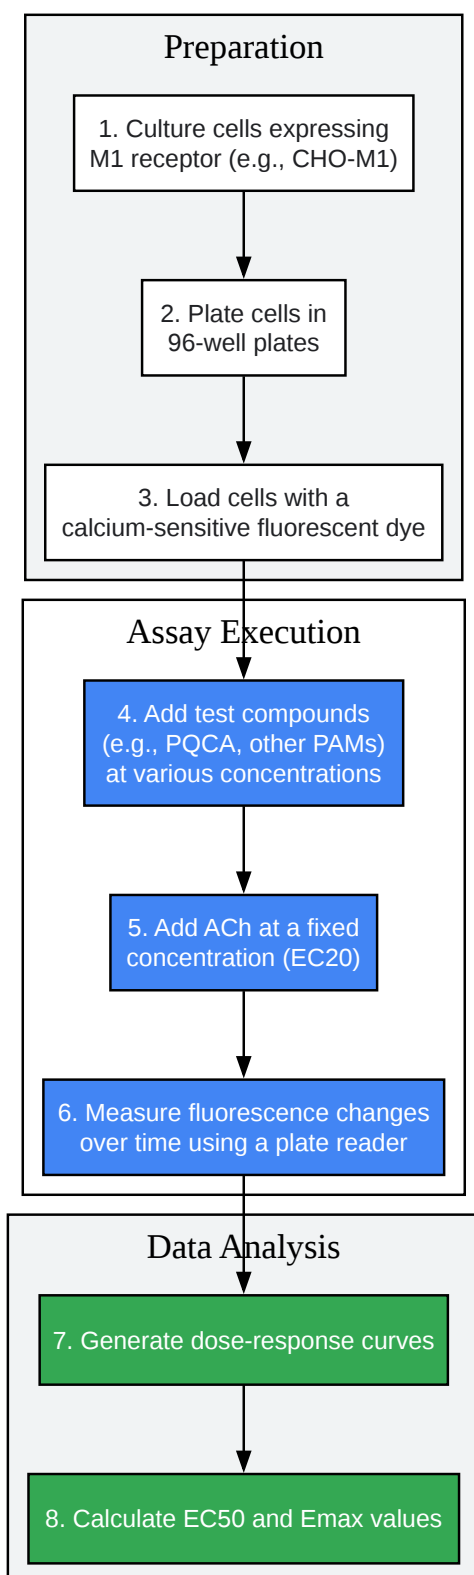 Preparation
1. Culture cells expressing
M1 receptor (e.g., CHO-M1)
2. Plate cells in
96-well plates
3. Load cells with a
calcium-sensitive fluorescent dye
Assay Execution
4. Add test compounds
(e.g., PQCA, other PAMs)
at various concentrations
5. Add ACh at a fixed
concentration (EC20)
6. Measure fluorescence changes
over time using a plate reader
Data Analysis
7. Generate dose-response curves
8. Calculate EC50 and Emax values